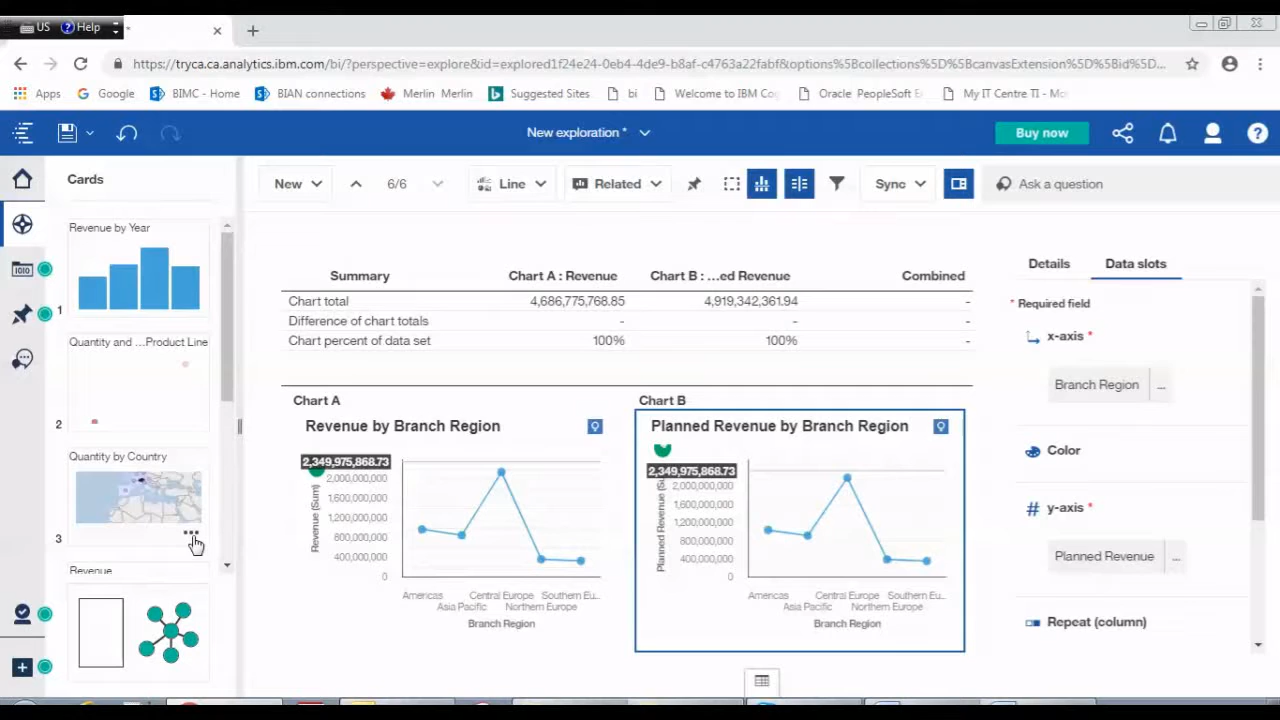 US Help
https://tryca.ca.analytics.ibm.com/bi/?perspective=explore&id=explored1f24e24-0eb4-4de9-b8af-c4763a22fabf&options%5Bcollections%5D%5BcanvasExtension%5D%5Bid%5D...
Apps Google BIMC - Home BIAN connections Merlin Merlin Suggested Sites bi Welcome to IBM Co Oracle PeopleSoft E My IT Centre TI - Mo
New exploration * Buy now ?
Cards New 6/6 Line Related Sync Ask a question
Revenue by Year
1
Quantity and ...Product Line
2
Quantity by Country
3
...
Revenue
Summary Chart A : Revenue Chart B : ...ed Revenue Combined
Chart total 4,686,775,768.85 4,919,342,361.94 -
Difference of chart totals - - -
Chart percent of data set 100% 100% -
Chart A
Revenue by Branch Region
2,349,975,868.73
2,000,000,000
1,600,000,000
1,200,000,000
800,000,000
400,000,000
0
Revenue (Sum)
Americas Central Europe Southern Eu...
Asia Pacific Northern Europe
Branch Region
Chart B
Planned Revenue by Branch Region
2,349,975,868.73
2,000,000,000
1,600,000,000
1,200,000,000
800,000,000
400,000,000
0
Planned Revenue (Su
Americas Central Europe Southern Eu...
Asia Pacific Northern Europe
Branch Region
Details Data slots
* Required field
x-axis *
Branch Region ...
Color
# y-axis *
Planned Revenue ...
Repeat (column)